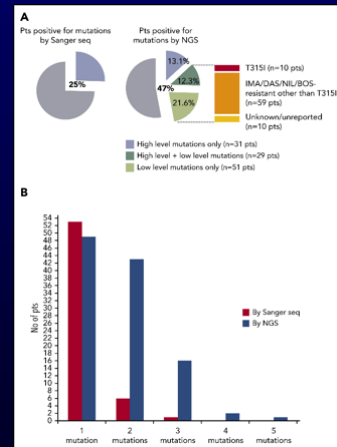 A
Pts positive for mutations
by Sanger seq
Pts positive for
mutations by NGS
25%
13.1%
12.3%
47%
21.6%
T315I (n=10 pts)
IMA/DAS/NIL/BOS-
resistant other than T315I
n=59 pts)
Unknown/unreported
(n=10 pts)
High level mutations only (n=31 pts)
High level + low level mutations (n=29 pts)
Low level mutations only (n=51 pts)
B
No of pts
54
52
50
48
46
44
42
40
38
36
34
32
30
28
26
24
22
20
18
16
14
12
10
8
6
4
2
0
By Sanger seq
By NGS
1
mutation
2
mutations
3
mutations
4
mutations
5
mutations